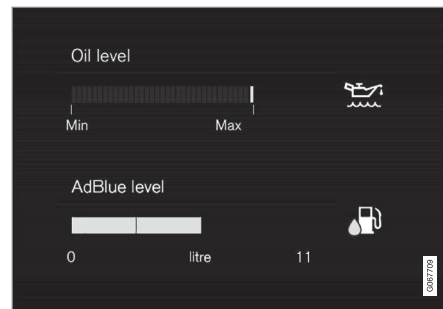 Oil level
Min Max
AdBlue level
0 litre 11
G067709